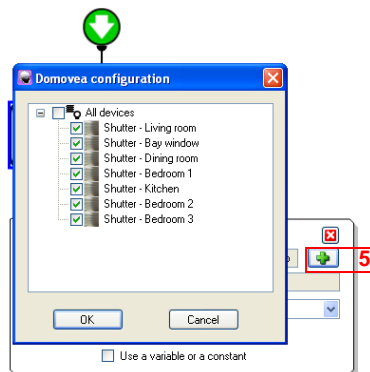 Domovea configuration
All devices
Shutter - Living room
Shutter - Bay window
Shutter - Dining room
Shutter - Bedroom 1
Shutter - Kitchen
Shutter - Bedroom 2
Shutter - Bedroom 3
5
OK Cancel
Use a variable or a constant